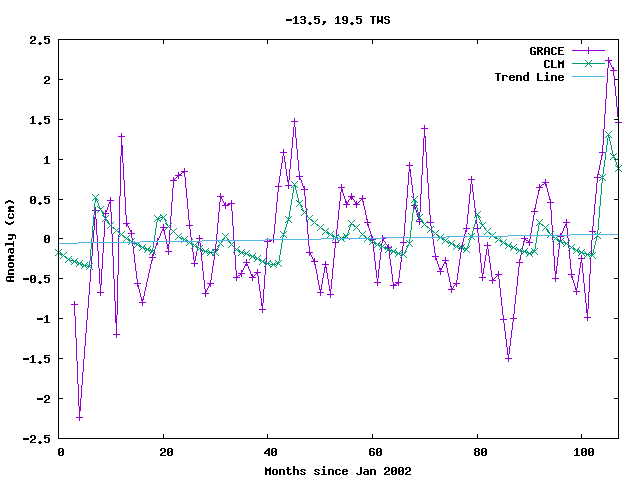 -13.5, 19.5 TWS
GRACE
CLM
Trend Line
2.5
2
1.5
1
0.5
0
-0.5
-1
-1.5
-2
-2.5
Anomaly (cm)
0 20 40 60 80 100
Months since Jan 2002